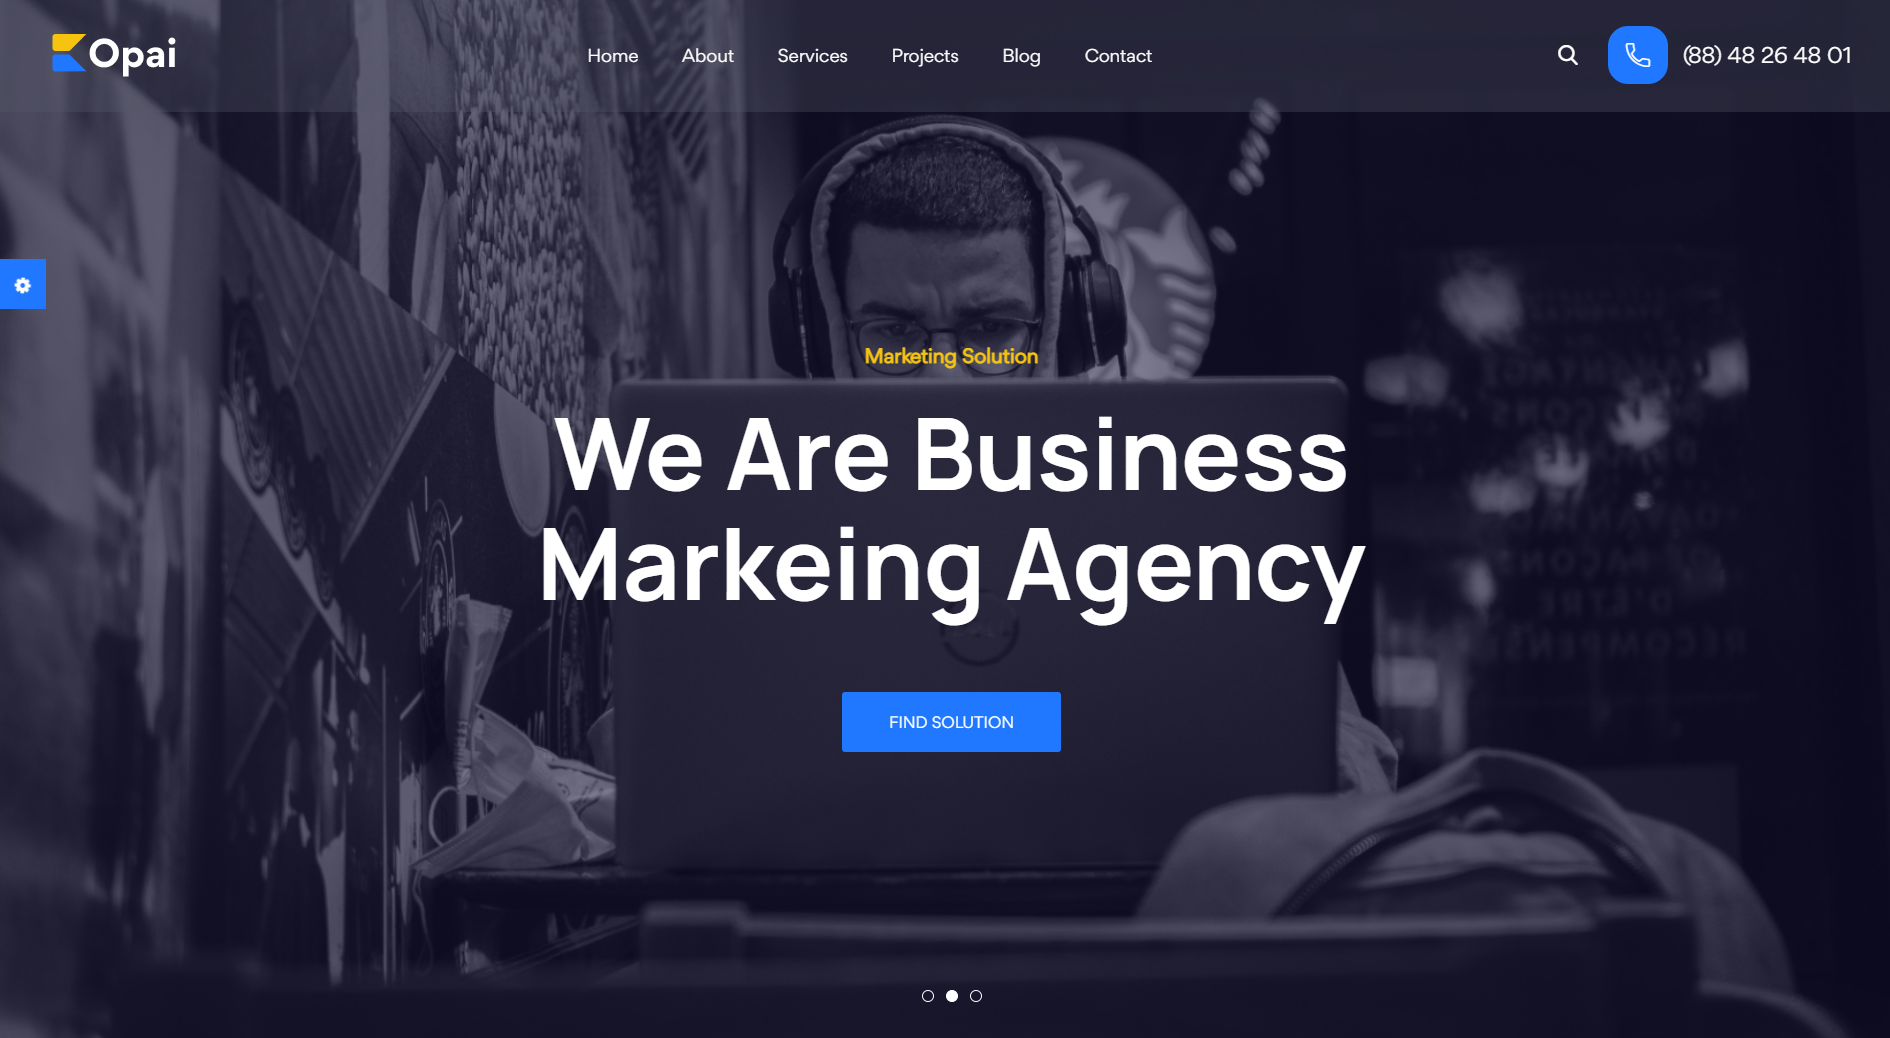 Opai
Home About Services Projects Blog Contact
(88) 48 26 48 01
Marketing Solution
We Are Business
Markeing Agency
FIND SOLUTION